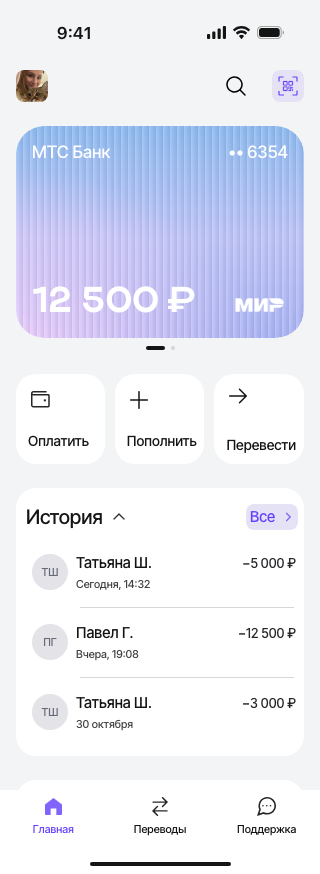 9:41
МТС Банк
•• 6354
12 500 ₽
МИР
Оплатить
Пополнить
Перевести
История
Все
ТШ
Татьяна Ш.
−5 000 ₽
Сегодня, 14:32
ПГ
Павел Г.
−12 500 ₽
Вчера, 19:08
ТШ
Татьяна Ш.
−3 000 ₽
30 октября
Главная
Переводы
Поддержка